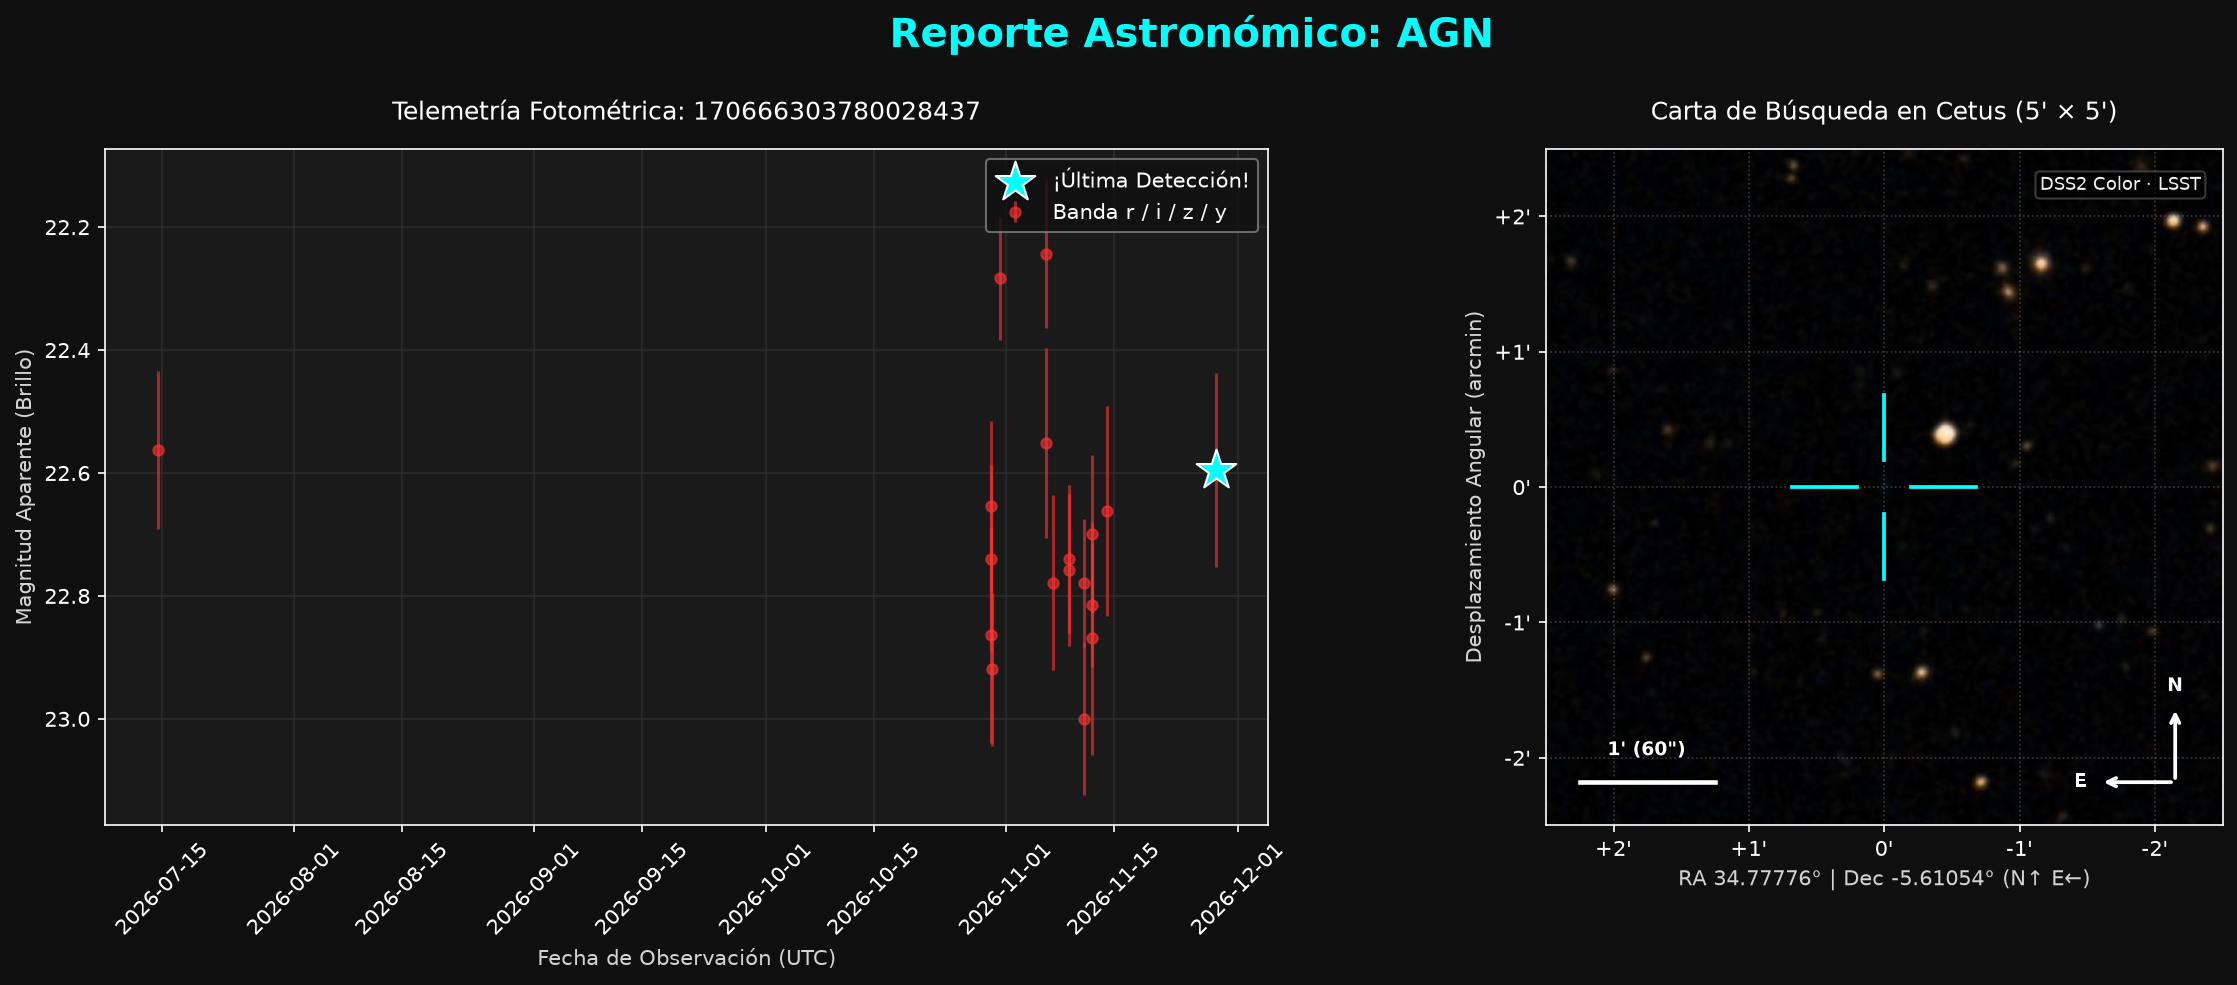 Reporte Astronómico: AGN
Telemetría Fotométrica: 170666303780028437
Magnitud Aparente (Brillo)
22.2
22.4
22.6
22.8
23.0
¡Última Detección!
Banda r / i / z / y
2026-07-15
2026-08-01
2026-08-15
2026-09-01
2026-09-15
2026-10-01
2026-10-15
2026-11-01
2026-11-15
2026-12-01
Fecha de Observación (UTC)
Carta de Búsqueda en Cetus (5' × 5')
Desplazamiento Angular (arcmin)
+2'
+1'
0'
-1'
-2'
DSS2 Color · LSST
N
E
1' (60")
+2'
+1'
0'
-1'
-2'
RA 34.77776° | Dec -5.61054° (N↑ E←)